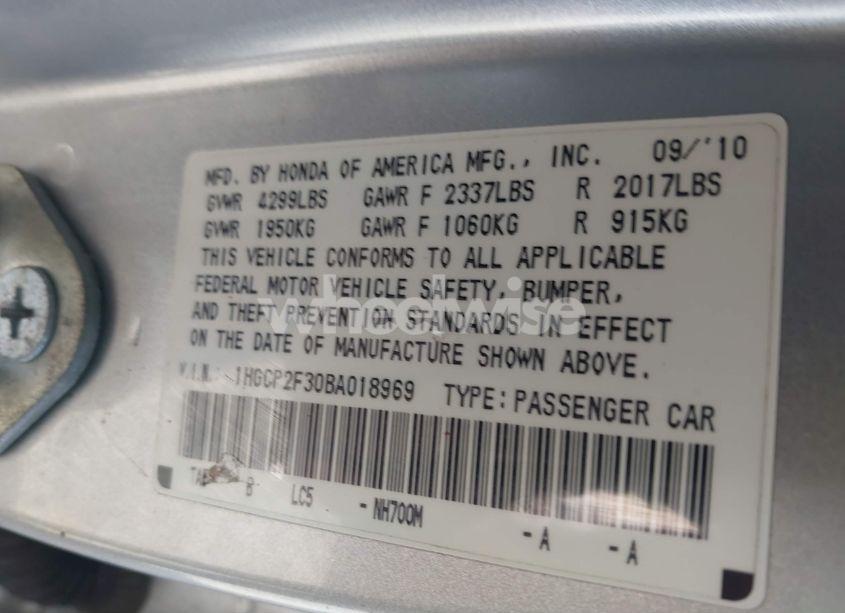 MFD. BY HONDA OF AMERICA MFG., INC. 09/'10
GVWR 4299LBS GAWR F 2337LBS R 2017LBS
GVWR 1950KG GAWR F 1060KG R 915KG
THIS VEHICLE CONFORMS TO ALL APPLICABLE
FEDERAL MOTOR VEHICLE SAFETY, BUMPER,
AND THEFT PREVENTION STANDARDS IN EFFECT
ON THE DATE OF MANUFACTURE SHOWN ABOVE.
V.I.N.: 1HGCP2F30BA018969 TYPE:PASSENGER CAR
B LC5 - NH700M - A - A
wheelwise